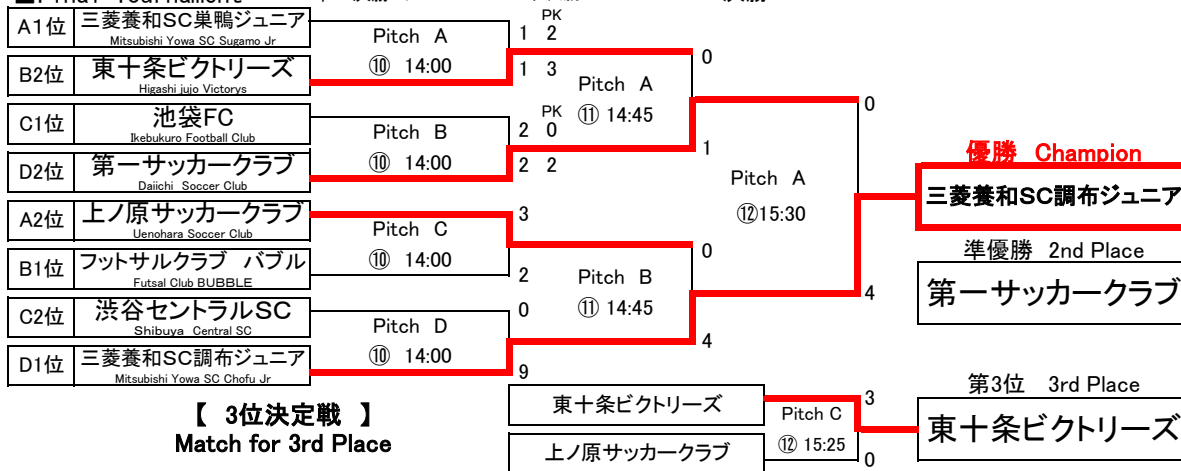 ■Final Tournament
A1位 三菱養和SC巣鴨ジュニア
Mitsubishi Yowa SC Sugamo Jr
B2位 東十条ビクトリーズ
Higashi jujo Victorys
C1位 池袋FC
Ikebukuro Football Club
D2位 第一サッカークラブ
Daiichi Soccer Club
A2位 上ノ原サッカークラブ
Uenohara Soccer Club
B1位 フットサルクラブ バブル
Futsal Club BUBBLE
C2位 渋谷セントラルSC
Shibuya Central SC
D1位 三菱養和SC調布ジュニア
Mitsubishi Yowa SC Chofu Jr
Pitch A
⑩ 14:00
PK
1 2
1 3
Pitch B
⑩ 14:00
PK
2 0
2 2
Pitch C
⑩ 14:00
3
2
Pitch D
⑩ 14:00
0
9
Pitch A
⑪ 14:45
0
1
Pitch B
⑪ 14:45
0
4
Pitch A
⑫15:30
0
4
優勝 Champion
三菱養和SC調布ジュニア
準優勝 2nd Place
第一サッカークラブ
【 3位決定戦 】
Match for 3rd Place
東十条ビクトリーズ
上ノ原サッカークラブ
Pitch C
⑫ 15:25
3
0
第3位 3rd Place
東十条ビクトリーズ